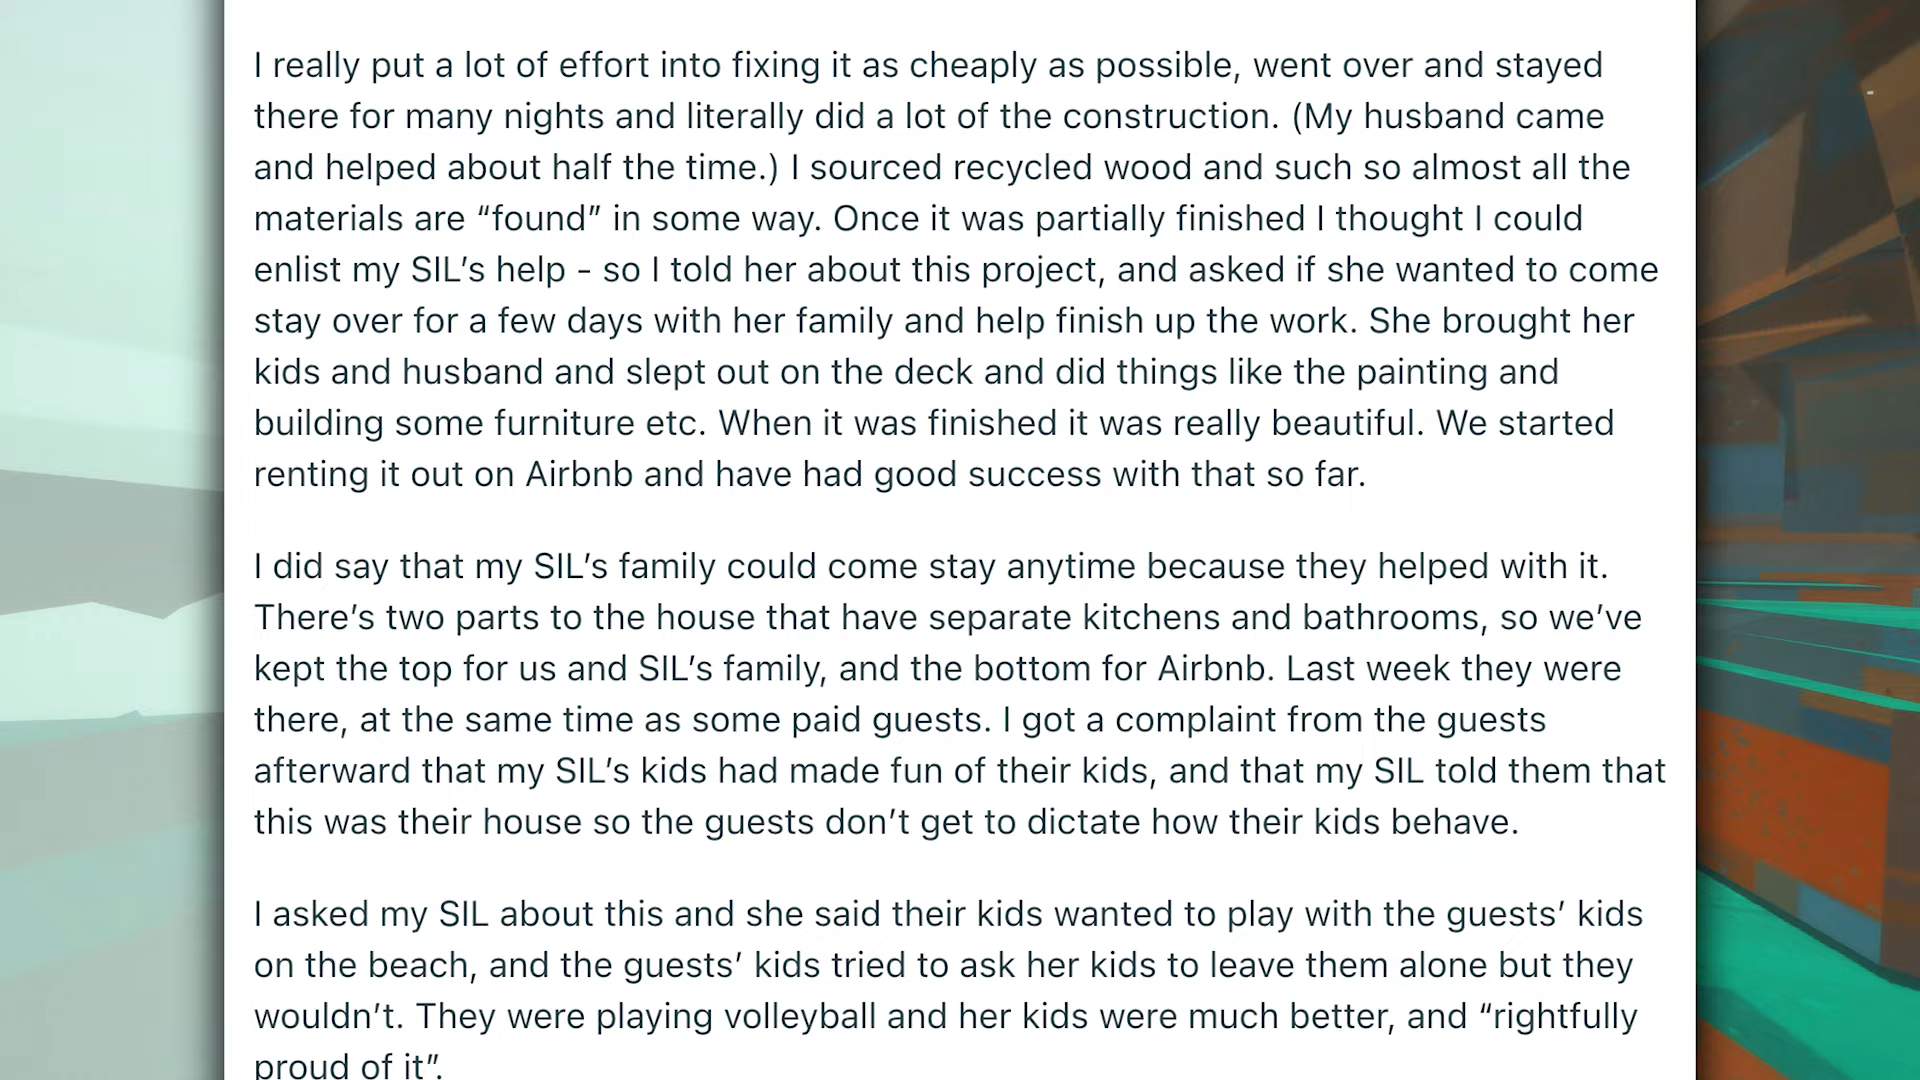 I really put a lot of effort into fixing it as cheaply as possible, went over and stayed
there for many nights and literally did a lot of the construction. (My husband came
and helped about half the time.) I sourced recycled wood and such so almost all the
materials are “found” in some way. Once it was partially finished I thought I could
enlist my SIL’s help - so I told her about this project, and asked if she wanted to come
stay over for a few days with her family and help finish up the work. She brought her
kids and husband and slept out on the deck and did things like the painting and
building some furniture etc. When it was finished it was really beautiful. We started
renting it out on Airbnb and have had good success with that so far.
I did say that my SIL’s family could come stay anytime because they helped with it.
There’s two parts to the house that have separate kitchens and bathrooms, so we’ve
kept the top for us and SIL’s family, and the bottom for Airbnb. Last week they were
there, at the same time as some paid guests. I got a complaint from the guests
afterward that my SIL’s kids had made fun of their kids, and that my SIL told them that
this was their house so the guests don’t get to dictate how their kids behave.
I asked my SIL about this and she said their kids wanted to play with the guests’ kids
on the beach, and the guests’ kids tried to ask her kids to leave them alone but they
wouldn’t. They were playing volleyball and her kids were much better, and “rightfully
proud of it”.